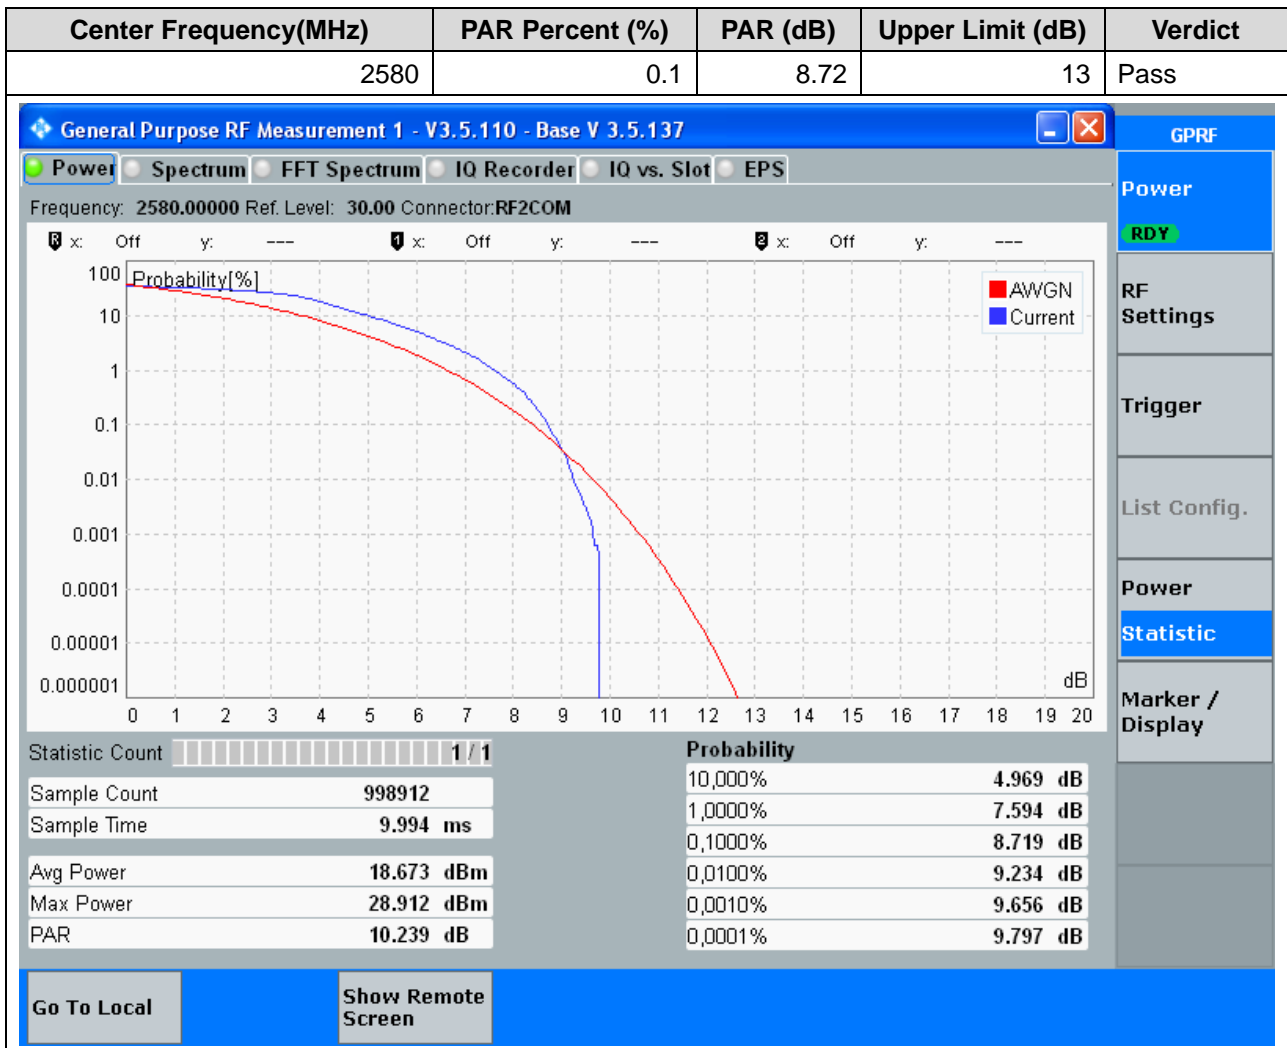 Center Frequency(MHz) PAR Percent (%) PAR (dB) Upper Limit (dB) Verdict
2580 0.1 8.72 13 Pass
General Purpose RF Measurement 1 - V3.5.110 - Base V 3.5.137
GPRF
Power Spectrum FFT Spectrum IQ Recorder IQ vs. Slot EPS
Frequency: 2580.00000 Ref. Level: 30.00 Connector:RF2COM
R x: Off y: --- 1 x: Off y: --- 2 x: Off y: ---
Probability[%]
AWGN
Current
100
10
1
0.1
0.01
0.001
0.0001
0.00001
0.000001
dB
0 1 2 3 4 5 6 7 8 9 10 11 12 13 14 15 16 17 18 19 20
Statistic Count 1 / 1
Sample Count 998912
Sample Time 9.994 ms
Avg Power 18.673 dBm
Max Power 28.912 dBm
PAR 10.239 dB
Probability
10,000% 4.969 dB
1,0000% 7.594 dB
0,1000% 8.719 dB
0,0100% 9.234 dB
0,0010% 9.656 dB
0,0001% 9.797 dB
Power
RDY
RF
Settings
Trigger
List Config.
Power
Statistic
Marker /
Display
Go To Local
Show Remote
Screen